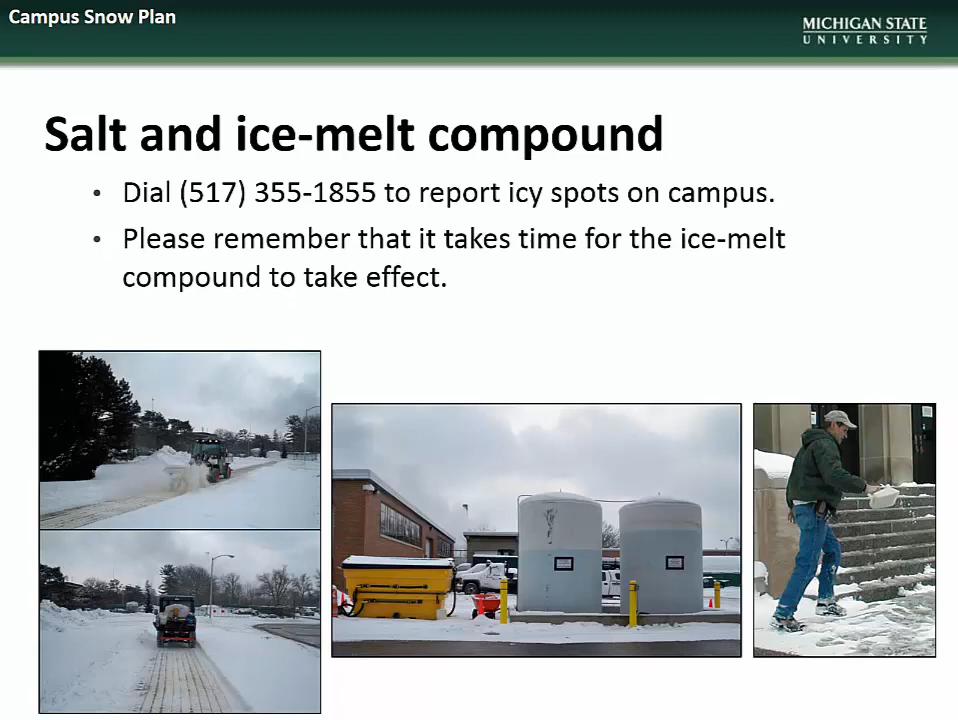 Campus Snow Plan
MICHIGAN STATE
UNIVERSITY
Salt and ice-melt compound
• Dial (517) 355-1855 to report icy spots on campus.
• Please remember that it takes time for the ice-melt
compound to take effect.